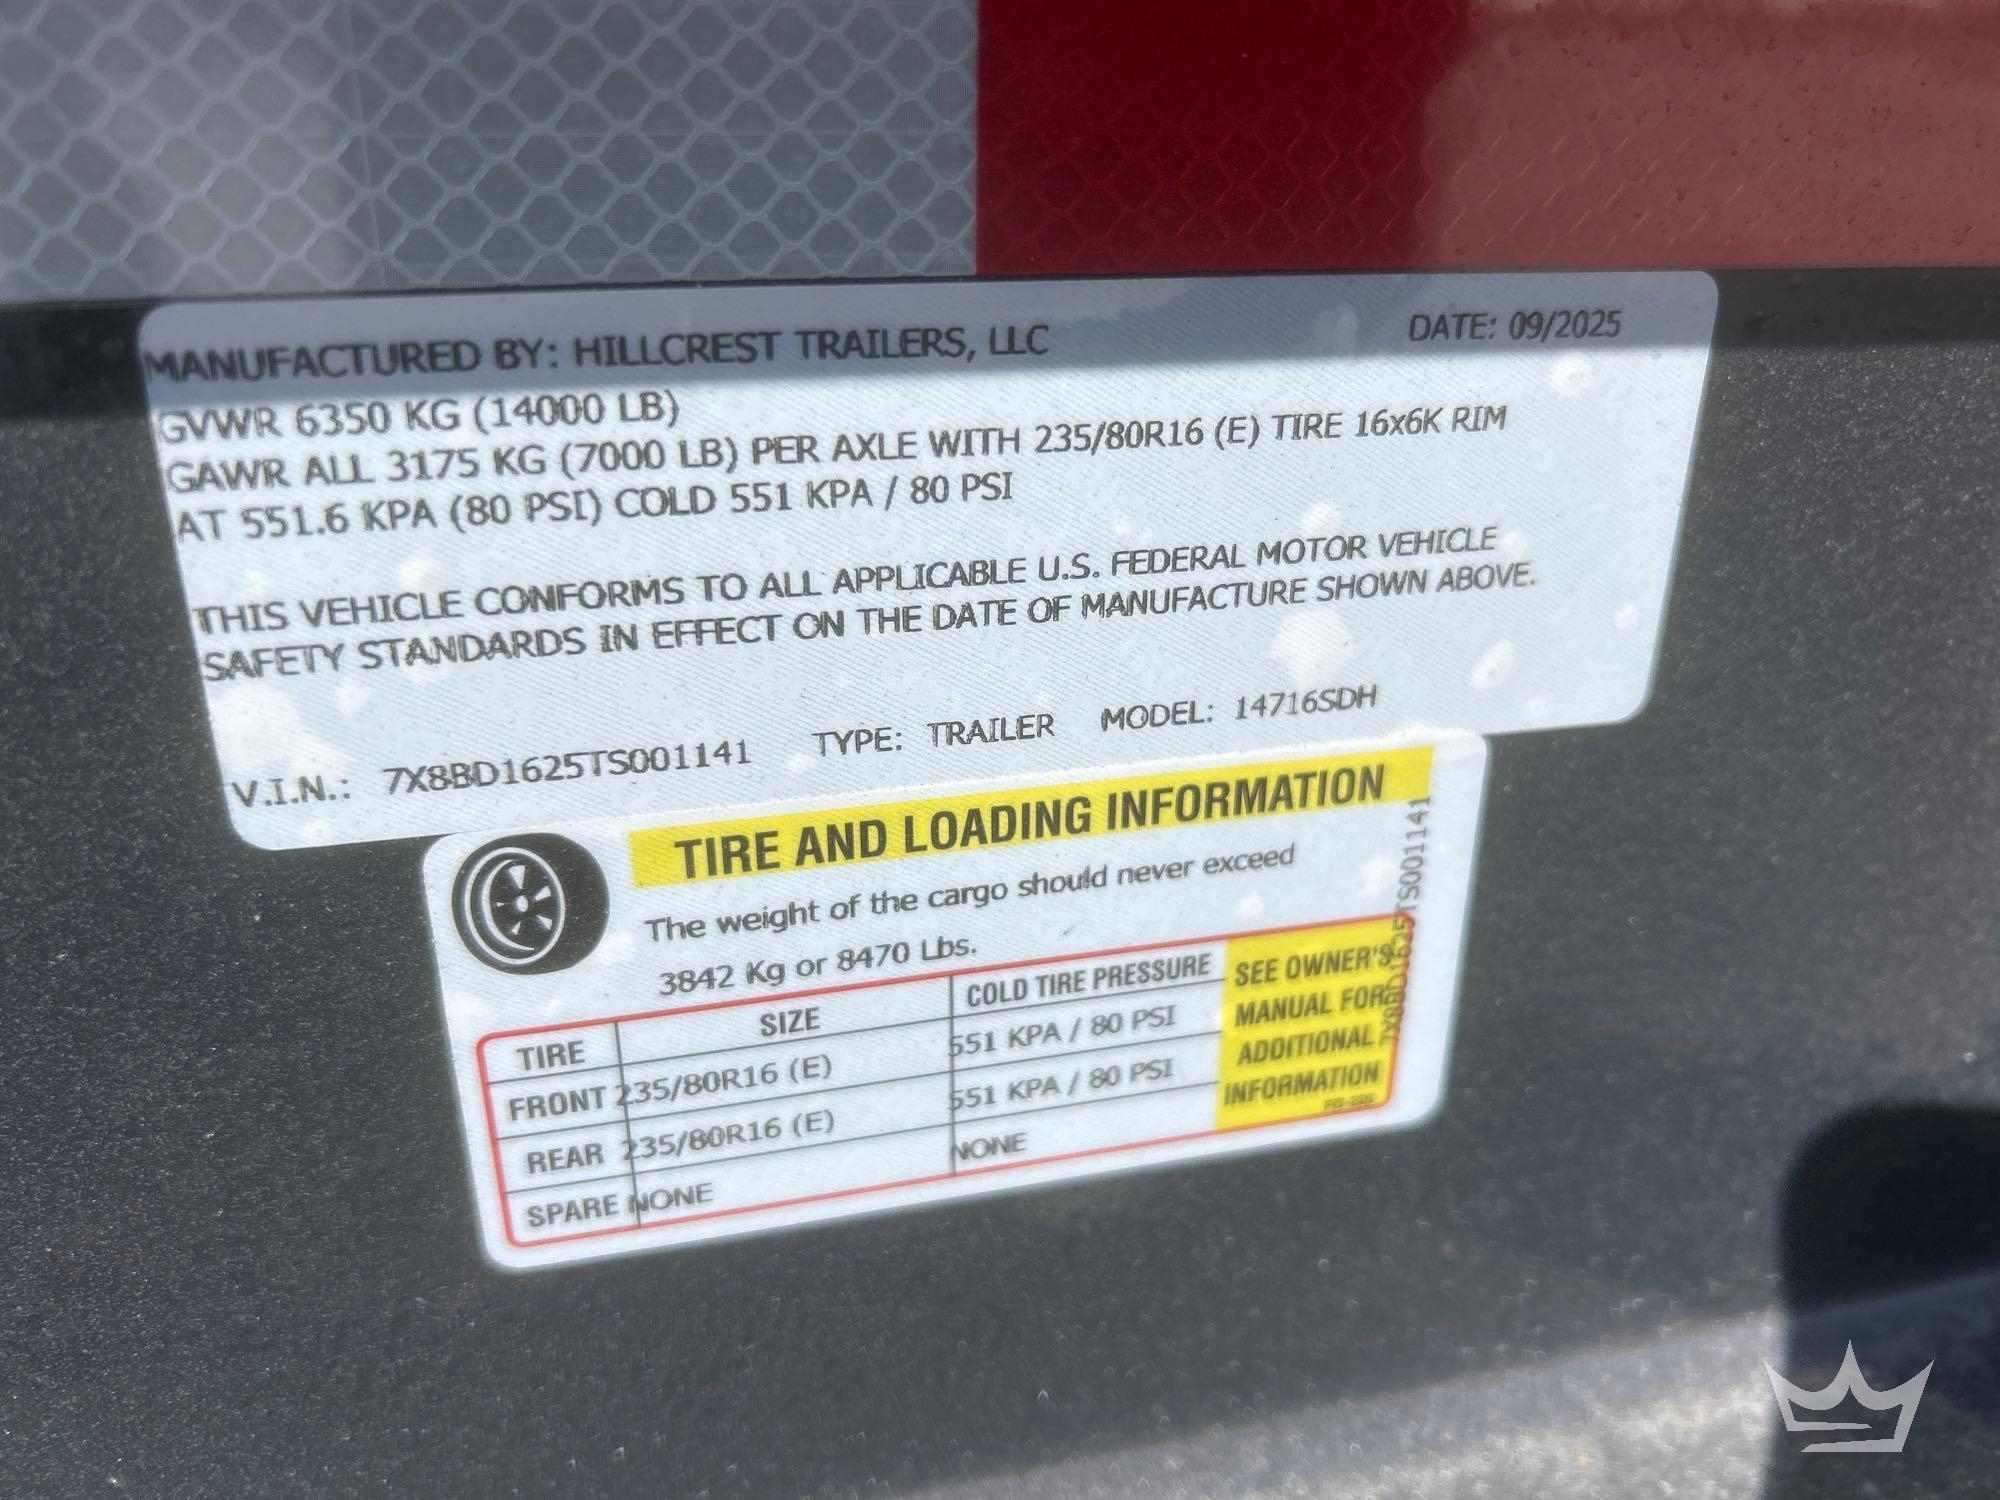 MANUFACTURED BY: HILLCREST TRAILERS, LLC DATE: 09/2025
GVWR 6350 KG (14000 LB)
GAWR ALL 3175 KG (7000 LB) PER AXLE WITH 235/80R16 (E) TIRE 16x6K RIM
AT 551.6 KPA (80 PSI) COLD 551 KPA / 80 PSI
THIS VEHICLE CONFORMS TO ALL APPLICABLE U.S. FEDERAL MOTOR VEHICLE
SAFETY STANDARDS IN EFFECT ON THE DATE OF MANUFACTURE SHOWN ABOVE.
V.I.N.: 7X8BD1625TS001141 TYPE: TRAILER MODEL: 14716SDH
TIRE AND LOADING INFORMATION
The weight of the cargo should never exceed
3842 Kg or 8470 Lbs.
TIRE SIZE COLD TIRE PRESSURE
FRONT 235/80R16 (E) 551 KPA / 80 PSI
REAR 235/80R16 (E) 551 KPA / 80 PSI
SPARE NONE NONE
SEE OWNER'S
MANUAL FOR
ADDITIONAL
INFORMATION
7X8BD1625TS001141